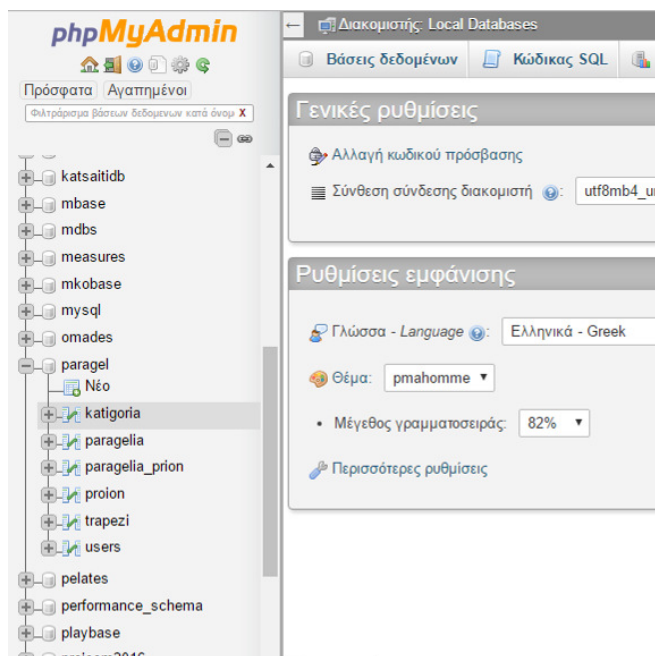 phpMyAdmin
Πρόσφατα Αγαπημένοι
Φιλτράρισμα βάσεων δεδομενων κατά όνομ X
katsaitidb
mbase
mdbs
measures
mkobase
mysql
omades
paragel
Νέο
katigoria
paragelia
paragelia_prion
proion
trapezi
users
pelates
performance_schema
playbase
Διακομιστής: Local Databases
Βάσεις δεδομένων Κώδικας SQL
Γενικές ρυθμίσεις
Αλλαγή κωδικού πρόσβασης
Σύνθεση σύνδεσης διακομιστή : utf8mb4_u
Ρυθμίσεις εμφάνισης
Γλώσσα - Language : Ελληνικά - Greek
Θέμα: pmahomme
• Μέγεθος γραμματοσειράς: 82%
Περισσότερες ρυθμίσεις